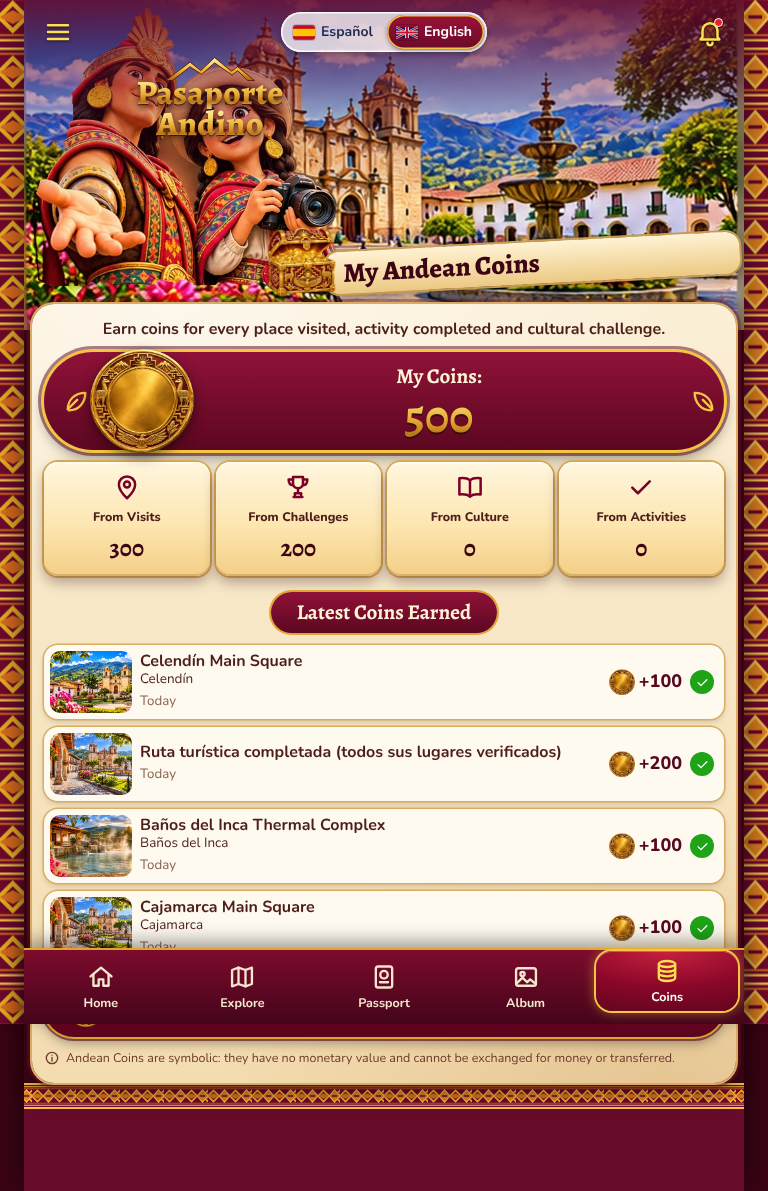 Español
English
Pasaporte
Andino
My Andean Coins
Earn coins for every place visited, activity completed and cultural challenge.
My Coins:
500
From Visits
300
From Challenges
200
From Culture
0
From Activities
0
Latest Coins Earned
Celendín Main Square
Celendín
Today
+100
Ruta turística completada (todos sus lugares verificados)
Today
+200
Baños del Inca Thermal Complex
Baños del Inca
Today
+100
Cajamarca Main Square
Cajamarca
Today
+100
Home
Explore
Passport
Album
Coins
Andean Coins are symbolic: they have no monetary value and cannot be exchanged for money or transferred.